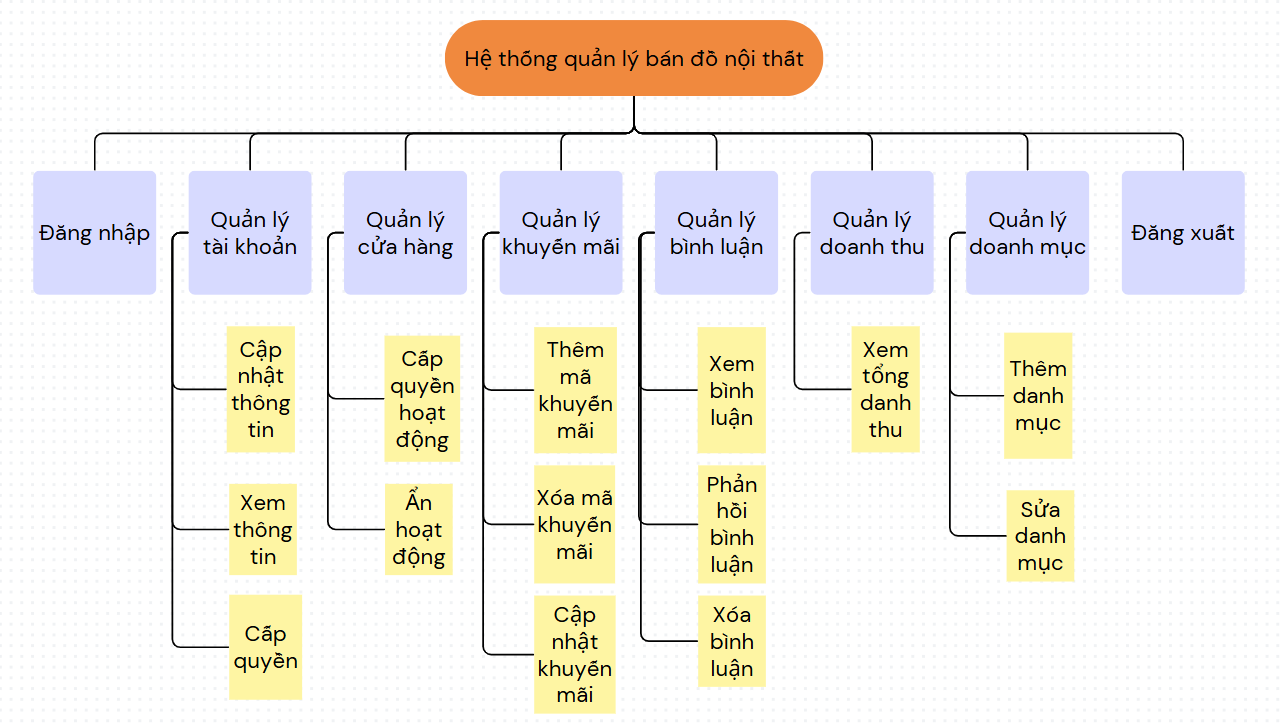 Hệ thống quản lý bán đồ nội thất
Đăng nhập
Quản lý
tài khoản
Quản lý
cửa hàng
Quản lý
khuyến mãi
Quản lý
bình luận
Quản lý
doanh thu
Quản lý
doanh mục
Đăng xuất
Cập
nhật
thông
tin
Xem
thông
tin
Cấp
quyền
Cấp
quyền
hoạt
động
Ẩn
hoạt
động
Thêm
mã
khuyến
mãi
Xóa mã
khuyến
mãi
Cập
nhật
khuyến
mãi
Xem
bình
luận
Phản
hồi
bình
luận
Xóa
bình
luận
Xem
tổng
danh
thu
Thêm
danh
mục
Sửa
danh
mục